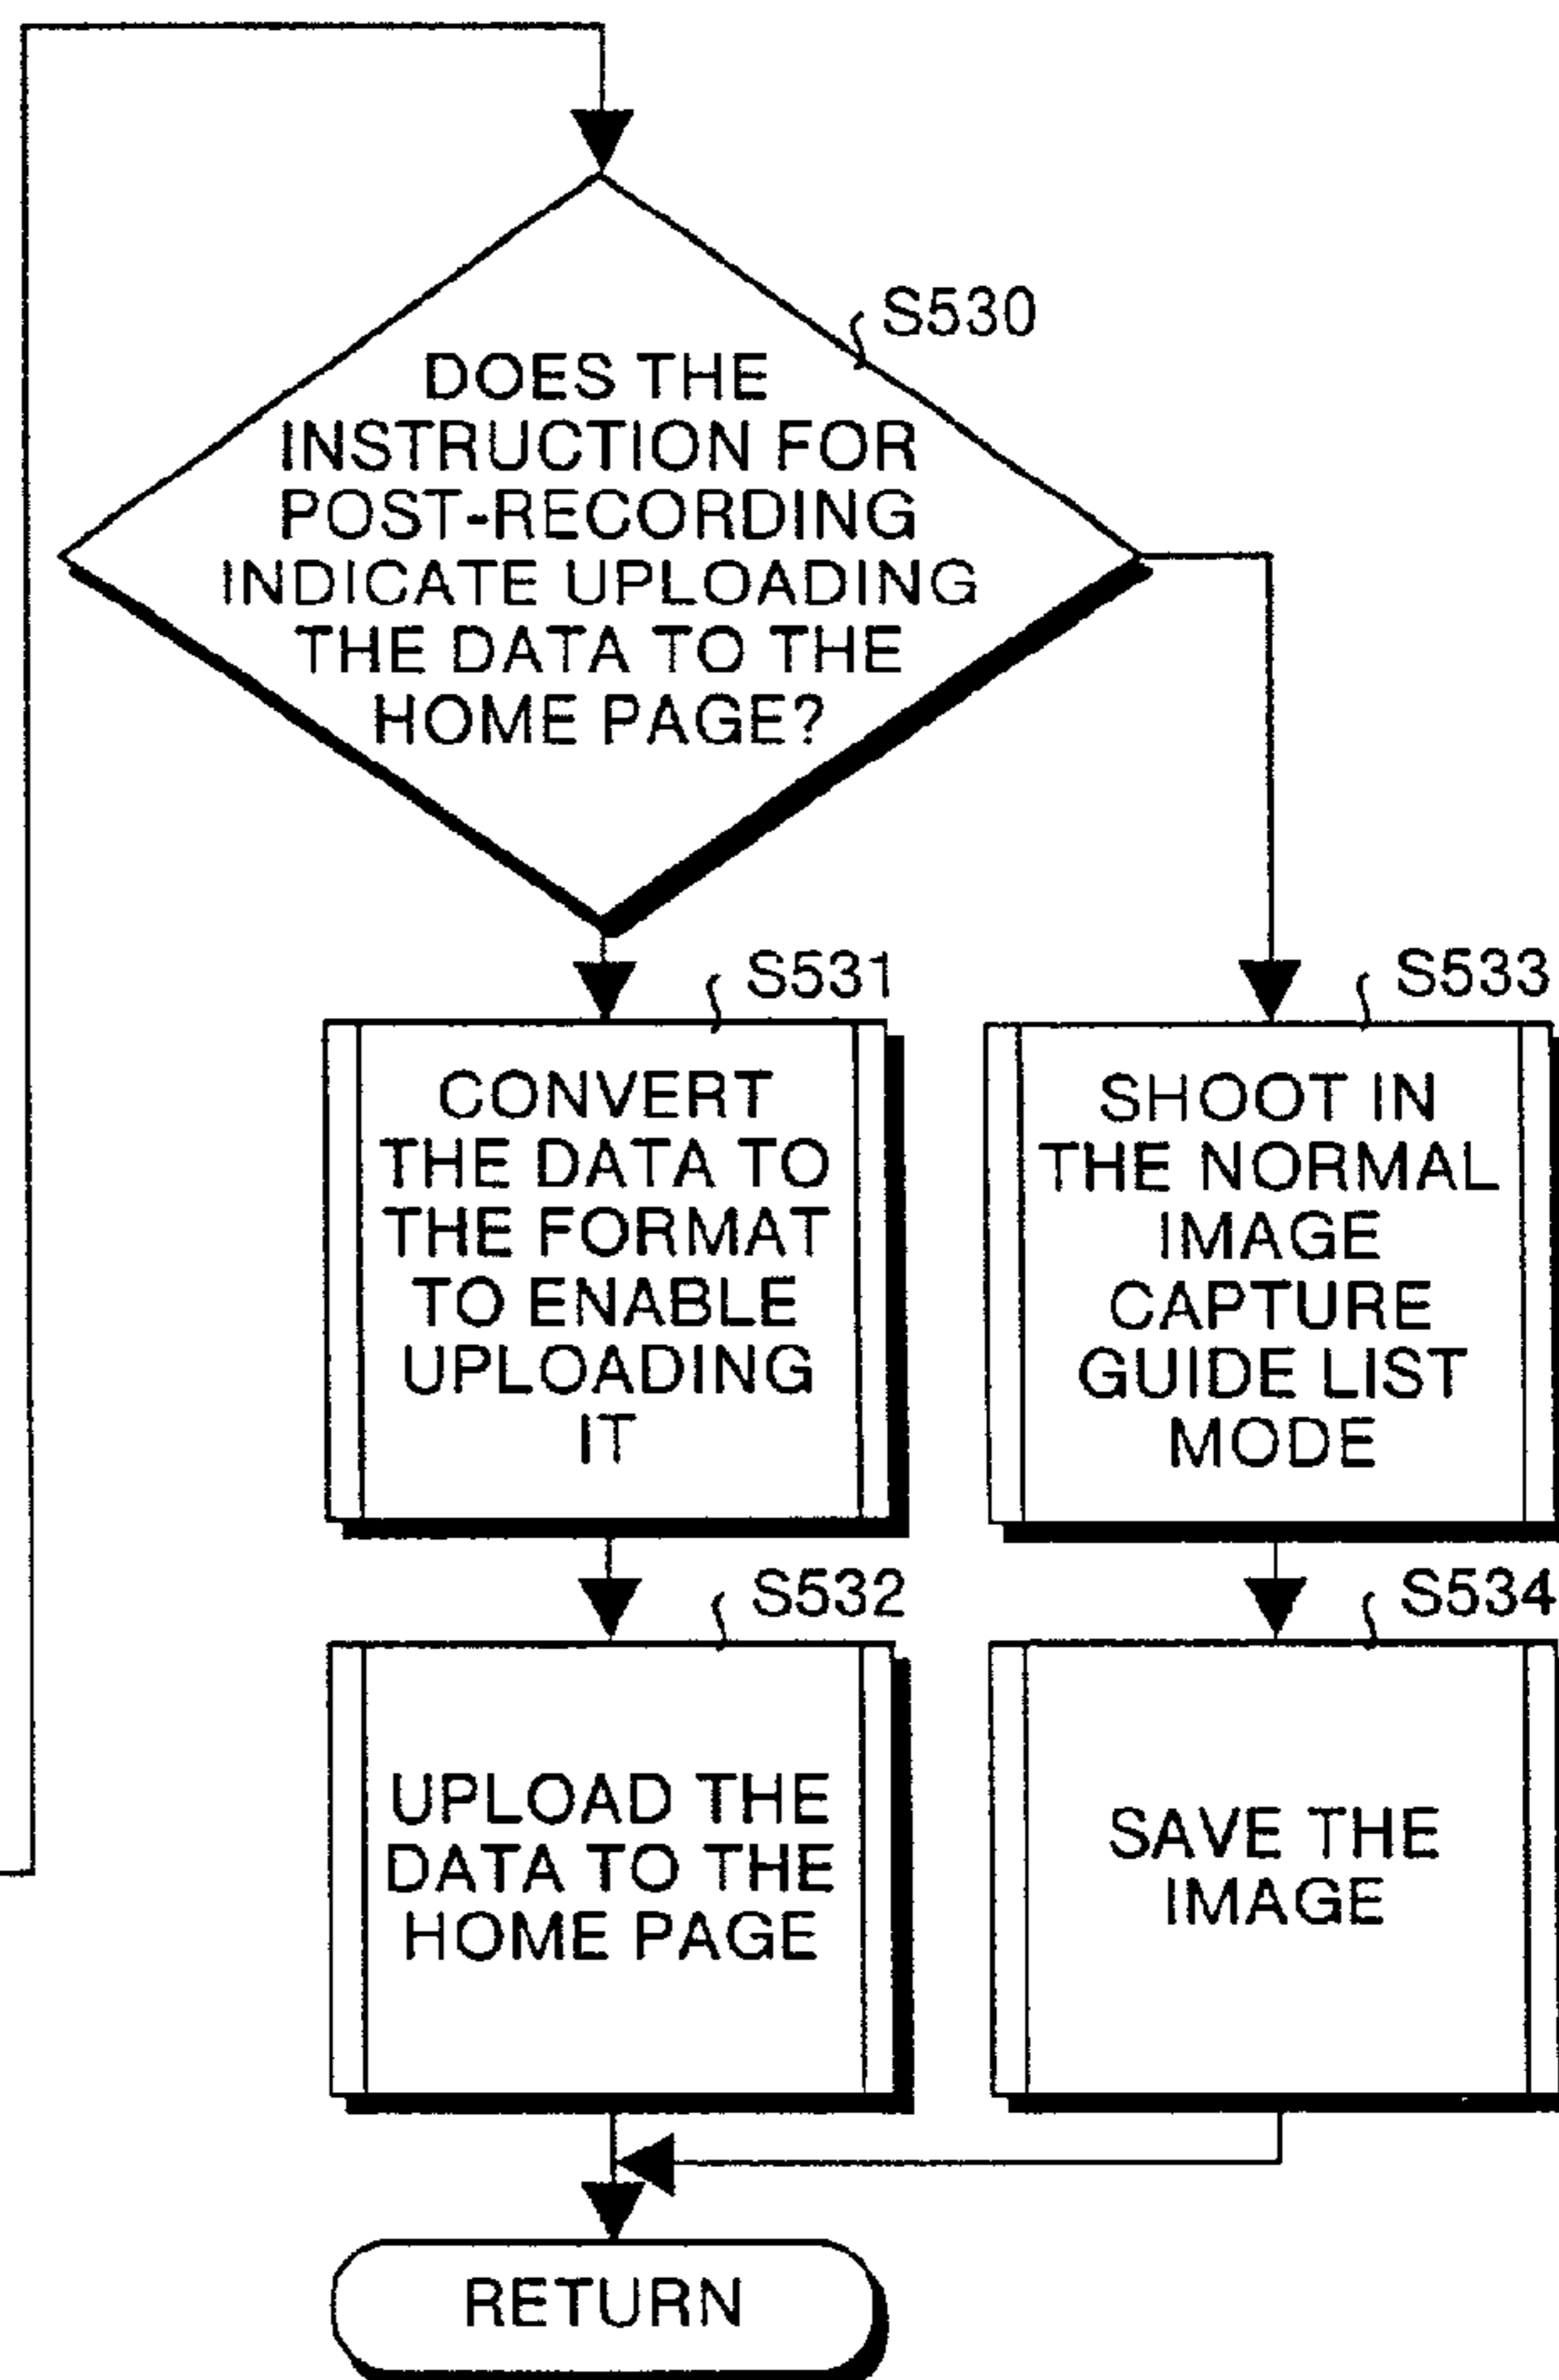 S530
DOES THE
INSTRUCTION FOR
POST-RECORDING
INDICATE UPLOADING
THE DATA TO THE
HOME PAGE?
S531
CONVERT
THE DATA TO
THE FORMAT
TO ENABLE
UPLOADING
IT
S533
SHOOT IN
THE NORMAL
IMAGE
CAPTURE
GUIDE LIST
MODE
S532
UPLOAD THE
DATA TO THE
HOME PAGE
S534
SAVE THE
IMAGE
RETURN